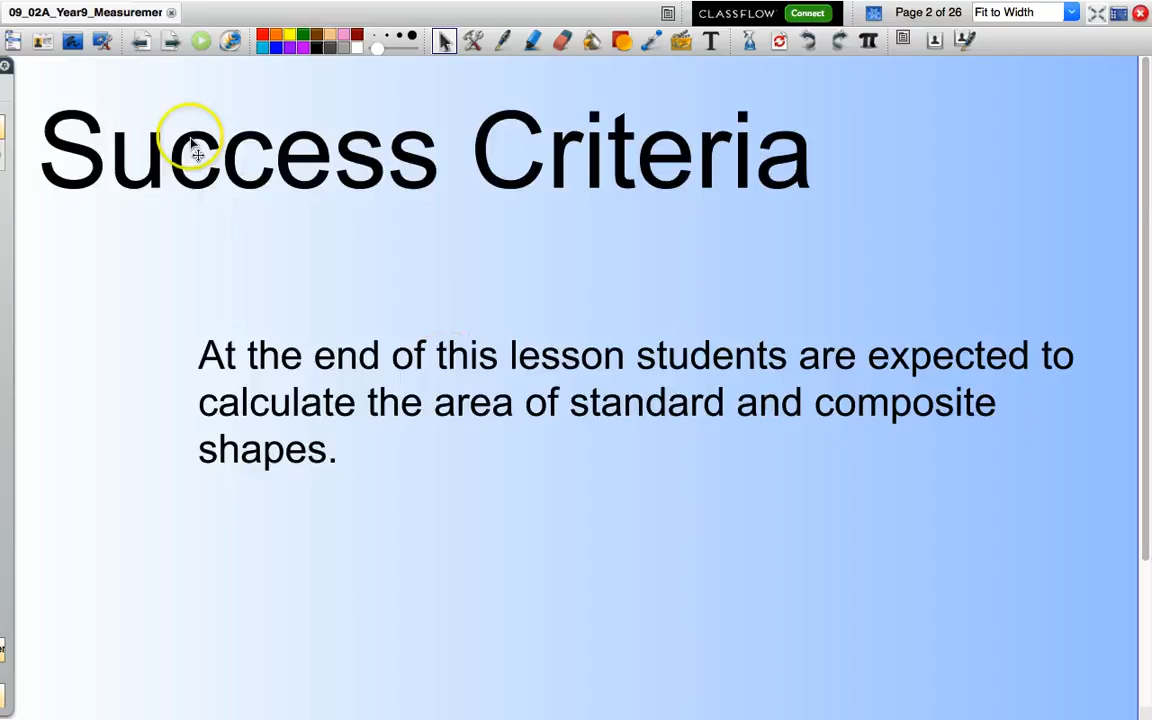 09_02A_Year9_Measuremer
CLASSFLOW Connect
Page 2 of 26
Fit to Width
Success Criteria
At the end of this lesson students are expected to
calculate the area of standard and composite
shapes.